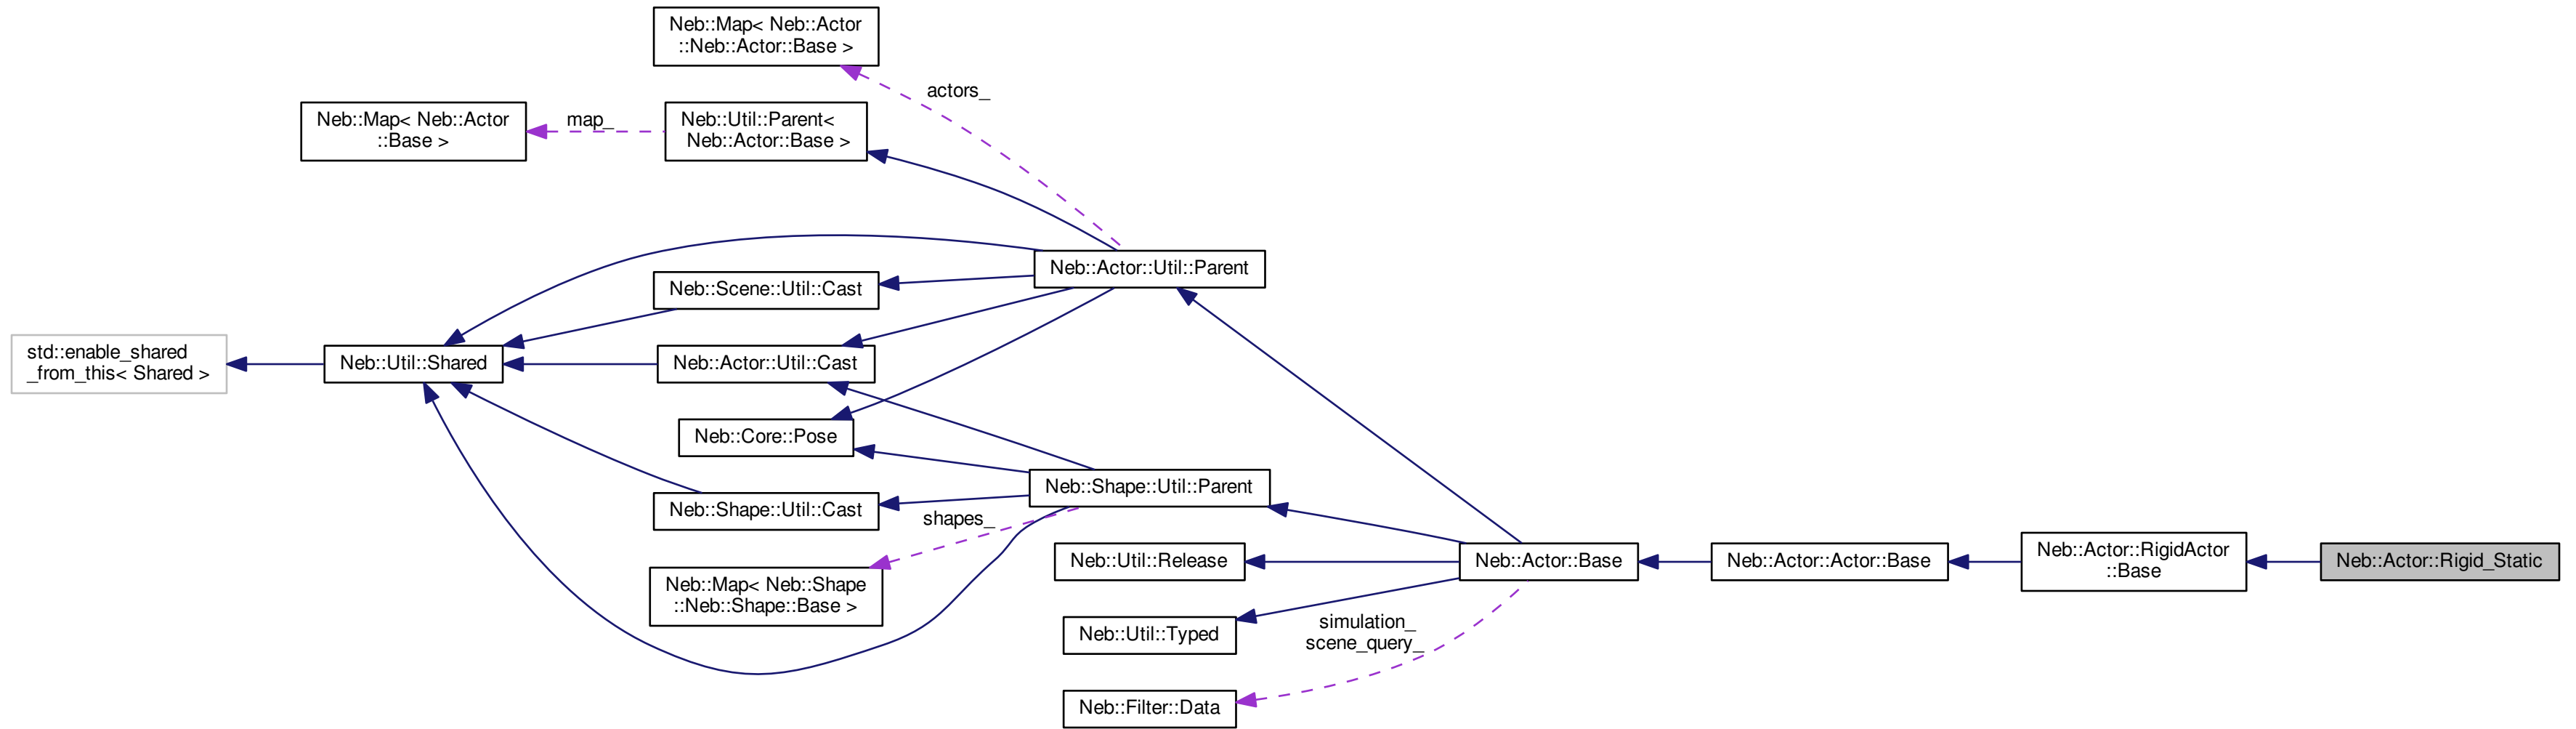 Neb::Map< Neb::Actor
::Neb::Actor::Base >
actors_
Neb::Map< Neb::Actor
::Base >
map_
Neb::Util::Parent<
Neb::Actor::Base >
Neb::Actor::Util::Parent
Neb::Scene::Util::Cast
std::enable_shared
_from_this< Shared >
Neb::Util::Shared
Neb::Actor::Util::Cast
Neb::Core::Pose
Neb::Shape::Util::Parent
Neb::Shape::Util::Cast
shapes_
Neb::Map< Neb::Shape
::Neb::Shape::Base >
Neb::Util::Release
Neb::Actor::Base
Neb::Actor::Actor::Base
Neb::Actor::RigidActor
::Base
Neb::Actor::Rigid_Static
Neb::Util::Typed
simulation_
scene_query_
Neb::Filter::Data